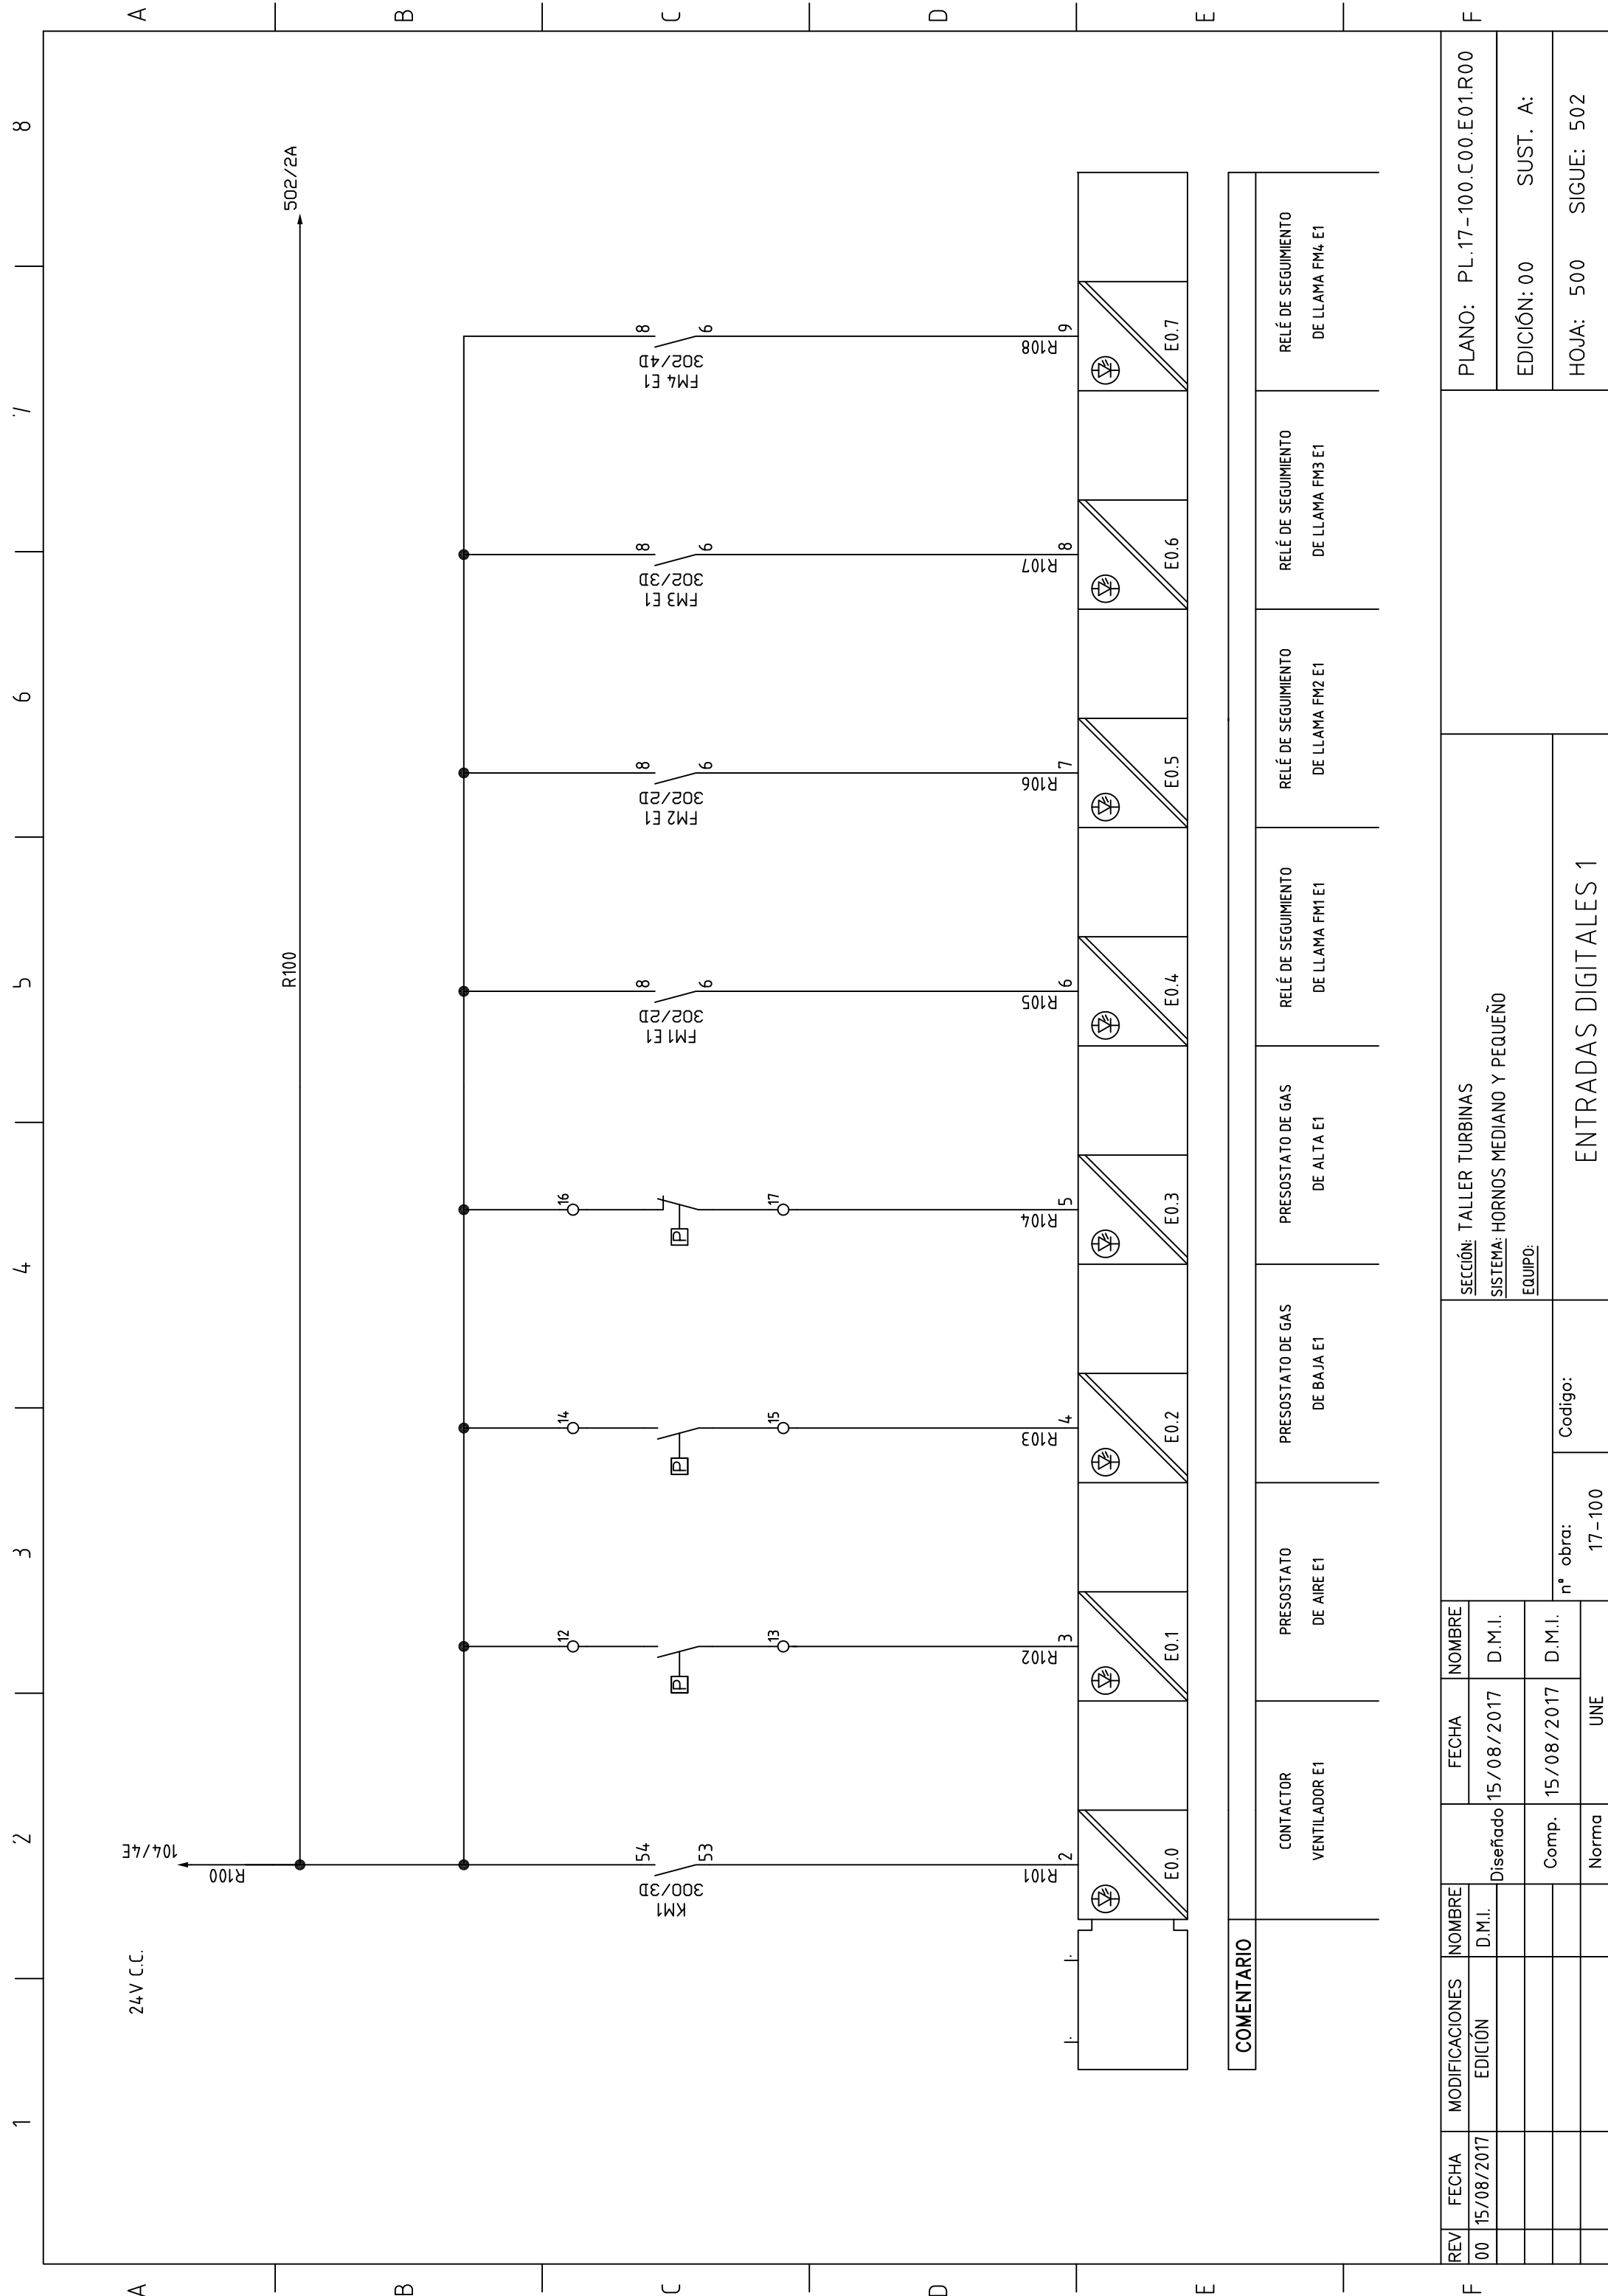 1 2 3 4 5 6 7 8
A
B
C
D
E
F
A
B
C
D
E
F
24V C.C.
104/4E
R100
R100
502/2A
KM1
300/3D
54
53
12
13
14
15
16
17
P
P
P
FM1 E1
302/2D
8
6
FM2 E1
302/2D
8
6
FM3 E1
302/3D
8
6
FM4 E1
302/4D
8
6
R101
2
R102
3
R103
4
R104
5
R105
6
R106
7
R107
8
R108
9
E0.0
E0.1
E0.2
E0.3
E0.4
E0.5
E0.6
E0.7
COMENTARIO
CONTACTOR
VENTILADOR E1
PRESOSTATO
DE AIRE E1
PRESOSTATO DE GAS
DE BAJA E1
PRESOSTATO DE GAS
DE ALTA E1
RELÉ DE SEGUIMIENTO
DE LLAMA FM1 E1
RELÉ DE SEGUIMIENTO
DE LLAMA FM2 E1
RELÉ DE SEGUIMIENTO
DE LLAMA FM3 E1
RELÉ DE SEGUIMIENTO
DE LLAMA FM4 E1
REV FECHA MODIFICACIONES NOMBRE
00 15/08/2017 EDICIÓN D.M.I.
FECHA NOMBRE
Diseñado 15/08/2017 D.M.I.
Comp. 15/08/2017 D.M.I.
Norma UNE
nº obra:
17-100
Codigo:
SECCIÓN: TALLER TURBINAS
SISTEMA: HORNOS MEDIANO Y PEQUEÑO
EQUIPO:
ENTRADAS DIGITALES 1
PLANO: PL.17-100.C00.E01.R00
EDICIÓN: 00 SUST. A:
HOJA: 500 SIGUE: 502